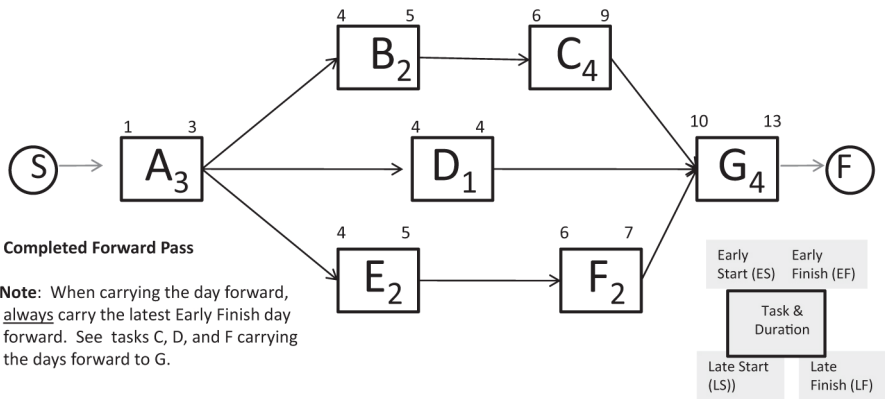 4 5 6 9
B2 C4
1 3 4 4 10 13
S A3 D1 G4 F
4 5 6 7
E2 F2
Completed Forward Pass
Note: When carrying the day forward,
always carry the latest Early Finish day
forward. See tasks C, D, and F carrying
the days forward to G.
Early Early
Start (ES) Finish (EF)
Task &
Duration
Late Start Late
(LS)) Finish (LF)